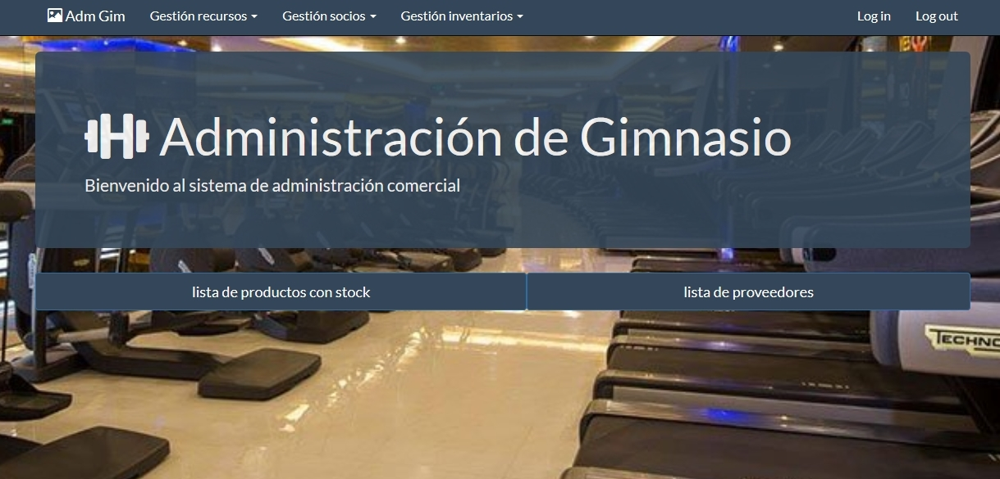 Adm Gim Gestión recursos Gestión socios Gestión inventarios Log in Log out
Administración de Gimnasio
Bienvenido al sistema de administración comercial
lista de productos con stock lista de proveedores
TECHNO